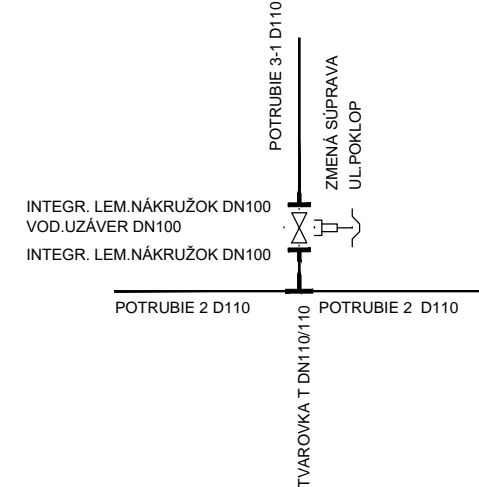 POTRUBIE 3-1 D110
ZMENÁ SÚPRAVA
UL.POKLOP
INTEGR. LEM.NÁKRUŽOK DN100
VOD.UZÁVER DN100
INTEGR. LEM.NÁKRUŽOK DN100
POTRUBIE 2 D110
POTRUBIE 2 D110
TVAROVKA T DN110/110